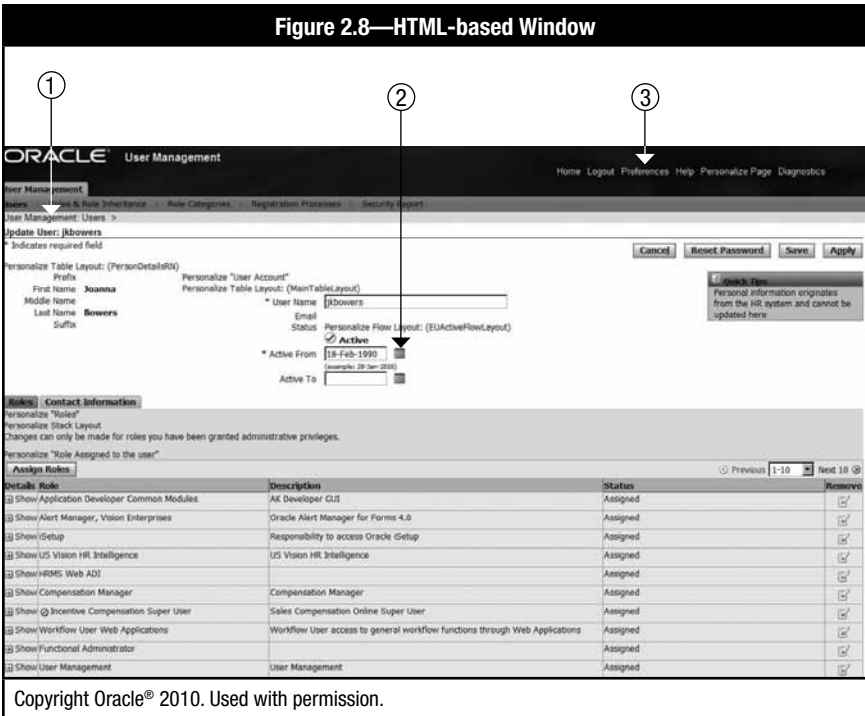 Figure 2.8—HTML-based Window
1 2 3
ORACLE® User Management
Home Logout Preferences Help Personalize Page Diagnostics
User Management
Users Roles & Role Inheritance Role Categories Registration Processes Security Report
User Management: Users >
Update User: jkbowers
* Indicates required field
Cancel Reset Password Save Apply
Personalize Table Layout: (PersonDetailsRN)
Prefix
First Name Joanna
Middle Name
Last Name Bowers
Suffix
Personalize "User Account"
Personalize Table Layout: (MainTableLayout)
* User Name jkbowers
Email
Status Personalize Flow Layout: (EUActiveFlowLayout)
Active
* Active From 18-Feb-1990
(example: 28-Jan-2010)
Active To
Quick Tips
Personal information originates
from the HR system and cannot be
updated here
Roles Contact Information
Personalize "Roles"
Personalize Stack Layout
Changes can only be made for roles you have been granted administrative privileges.
Personalize "Role Assigned to the user"
Assign Roles Previous 1-10 Next 10
Details Role Description Status Remove
Show Application Developer Common Modules AK Developer GUI Assigned
Show Alert Manager, Vision Enterprises Oracle Alert Manager for Forms 4.0 Assigned
Show iSetup Responsibility to access Oracle iSetup Assigned
Show US Vision HR Intelligence US Vision HR Intelligence Assigned
Show HRMS Web ADI Assigned
Show Compensation Manager Compensation Manager Assigned
Show Incentive Compensation Super User Sales Compensation Online Super User Assigned
Show Workflow User Web Applications Workflow User access to general workflow functions through Web Applications Assigned
Show Functional Administrator Assigned
Show User Management User Management Assigned
Copyright Oracle® 2010. Used with permission.